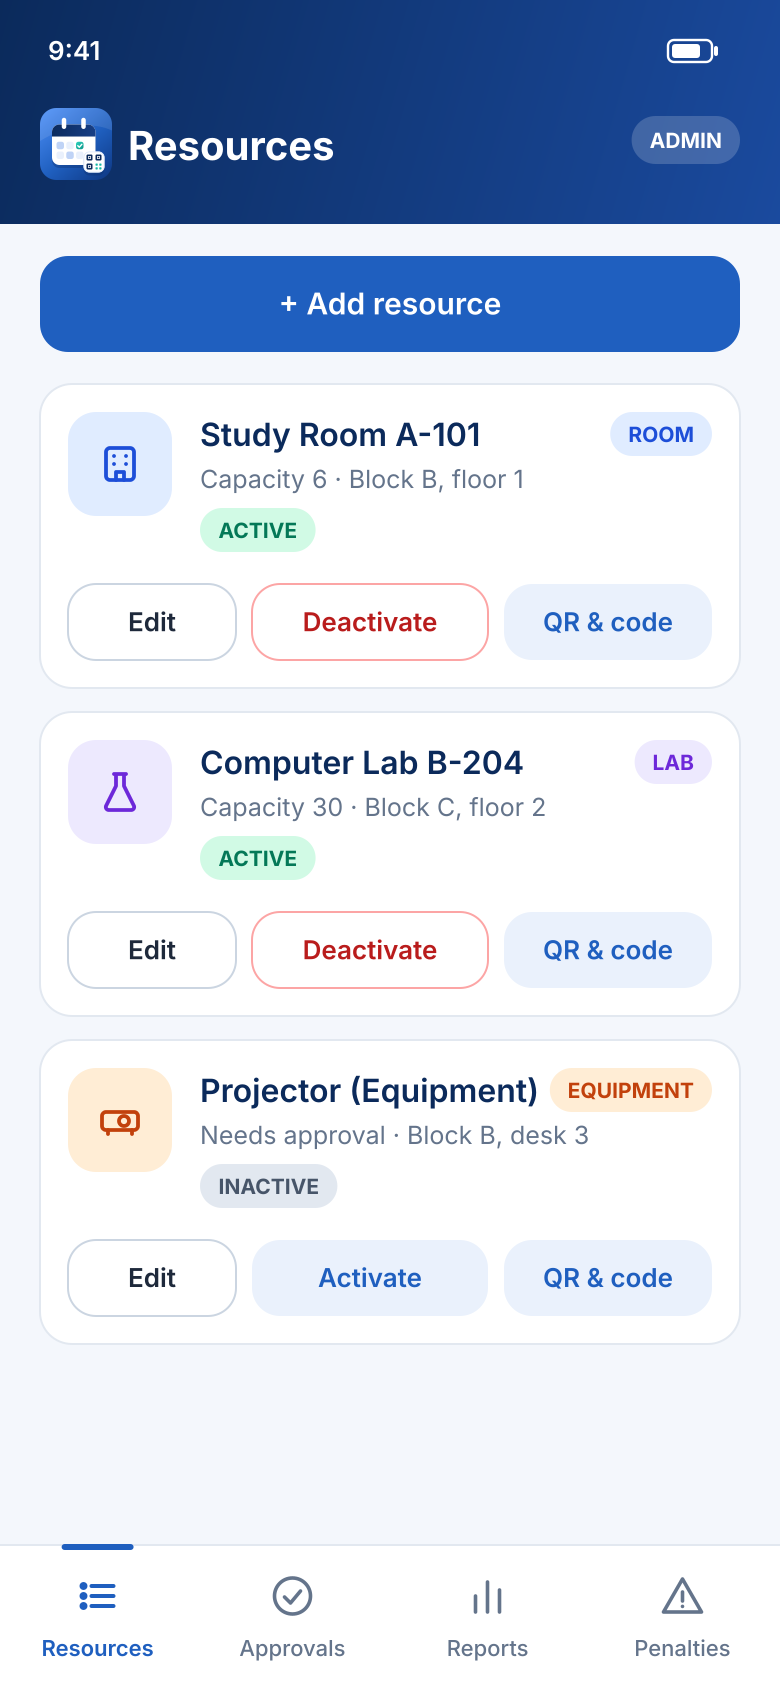 9:41
Resources
ADMIN
+ Add resource
Study Room A-101
ROOM
Capacity 6 · Block B, floor 1
ACTIVE
Edit
Deactivate
QR & code
Computer Lab B-204
LAB
Capacity 30 · Block C, floor 2
ACTIVE
Edit
Deactivate
QR & code
Projector (Equipment)
EQUIPMENT
Needs approval · Block B, desk 3
INACTIVE
Edit
Activate
QR & code
Resources
Approvals
Reports
Penalties